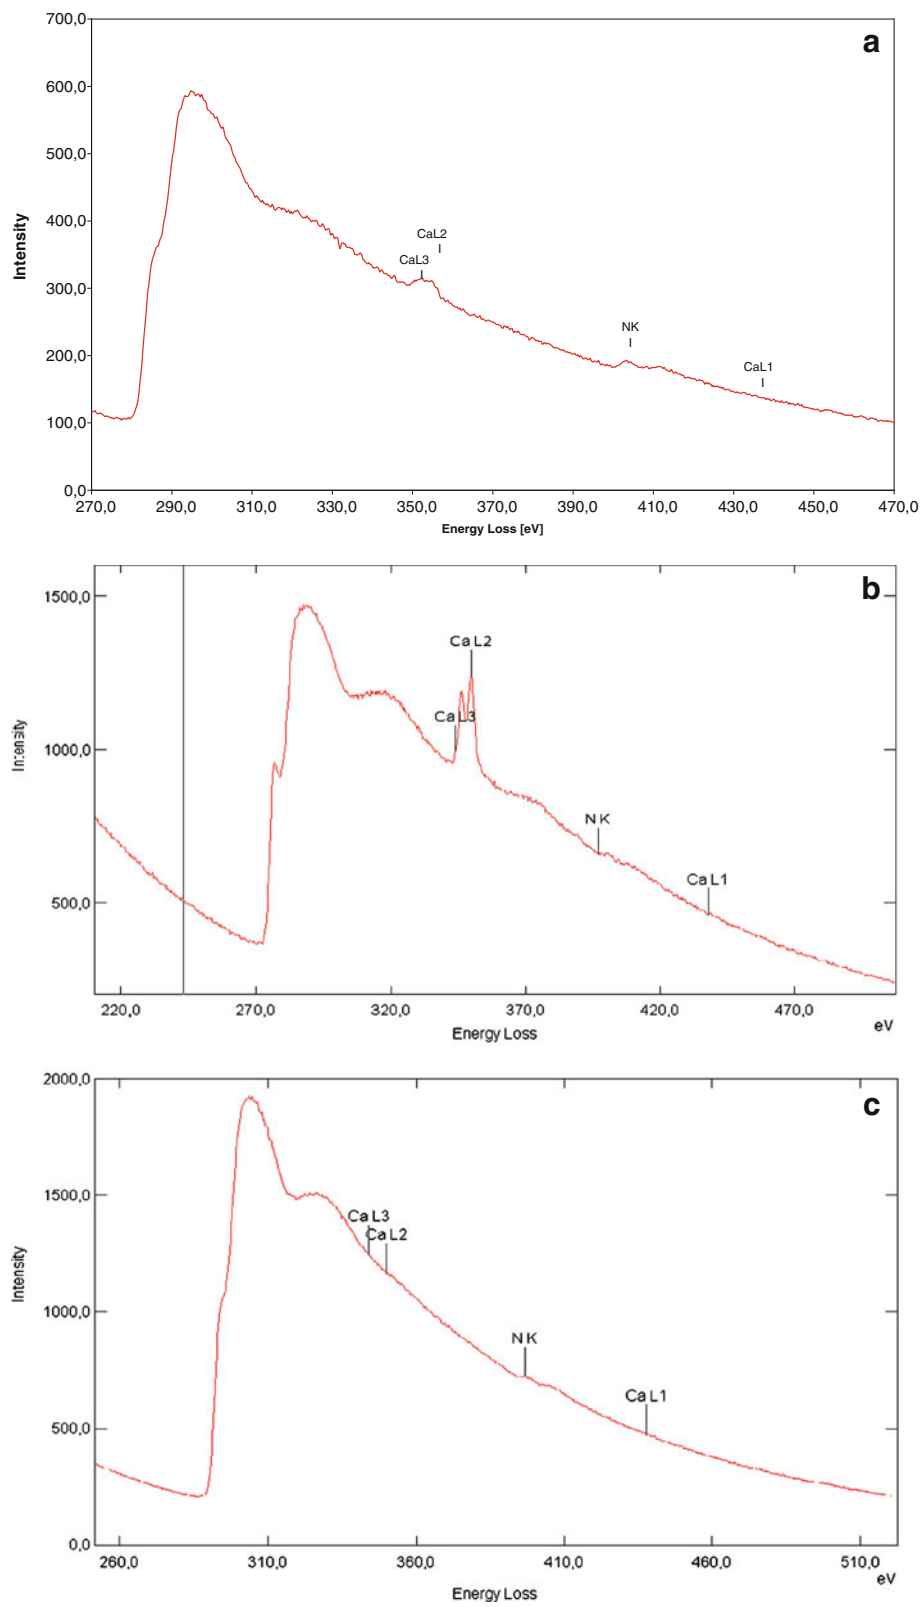 a
700,0
600,0
500,0
400,0
300,0
200,0
100,0
0,0
Intensity
CaL2
CaL3
NK
CaL1
270,0 290,0 310,0 330,0 350,0 370,0 390,0 410,0 430,0 450,0 470,0
Energy Loss [eV]
b
1500,0
1000,0
500,0
Intensity
Ca L2
Ca L3
N K
Ca L1
220,0 270,0 320,0 370,0 420,0 470,0
eV
Energy Loss
c
2000,0
1500,0
1000,0
500,0
0,0
Intensity
Ca L3
Ca L2
N K
Ca L1
260,0 310,0 360,0 410,0 460,0 510,0
eV
Energy Loss